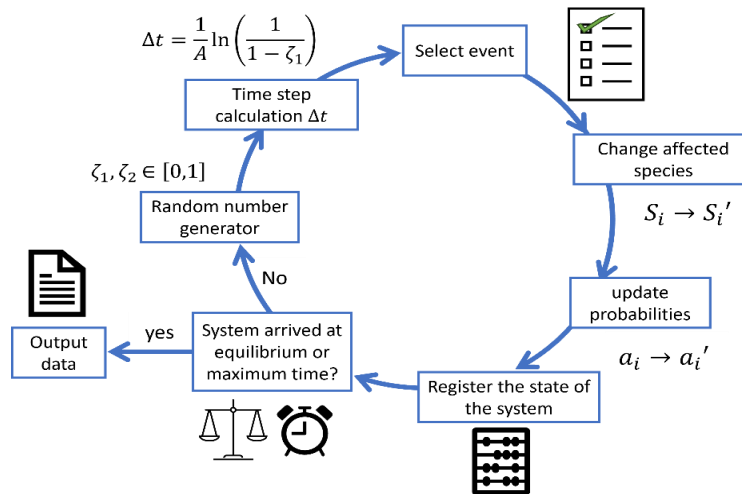 Δt = 1/A ln(1/(1 − ζ₁))
Select event
Time step
calculation Δt
Change affected
species
Sᵢ → Sᵢ′
ζ₁, ζ₂ ∈ [0,1]
Random number
generator
update
probabilities
aᵢ → aᵢ′
No
System arrived at
equilibrium or
maximum time?
yes
Output
data
Register the state of
the system